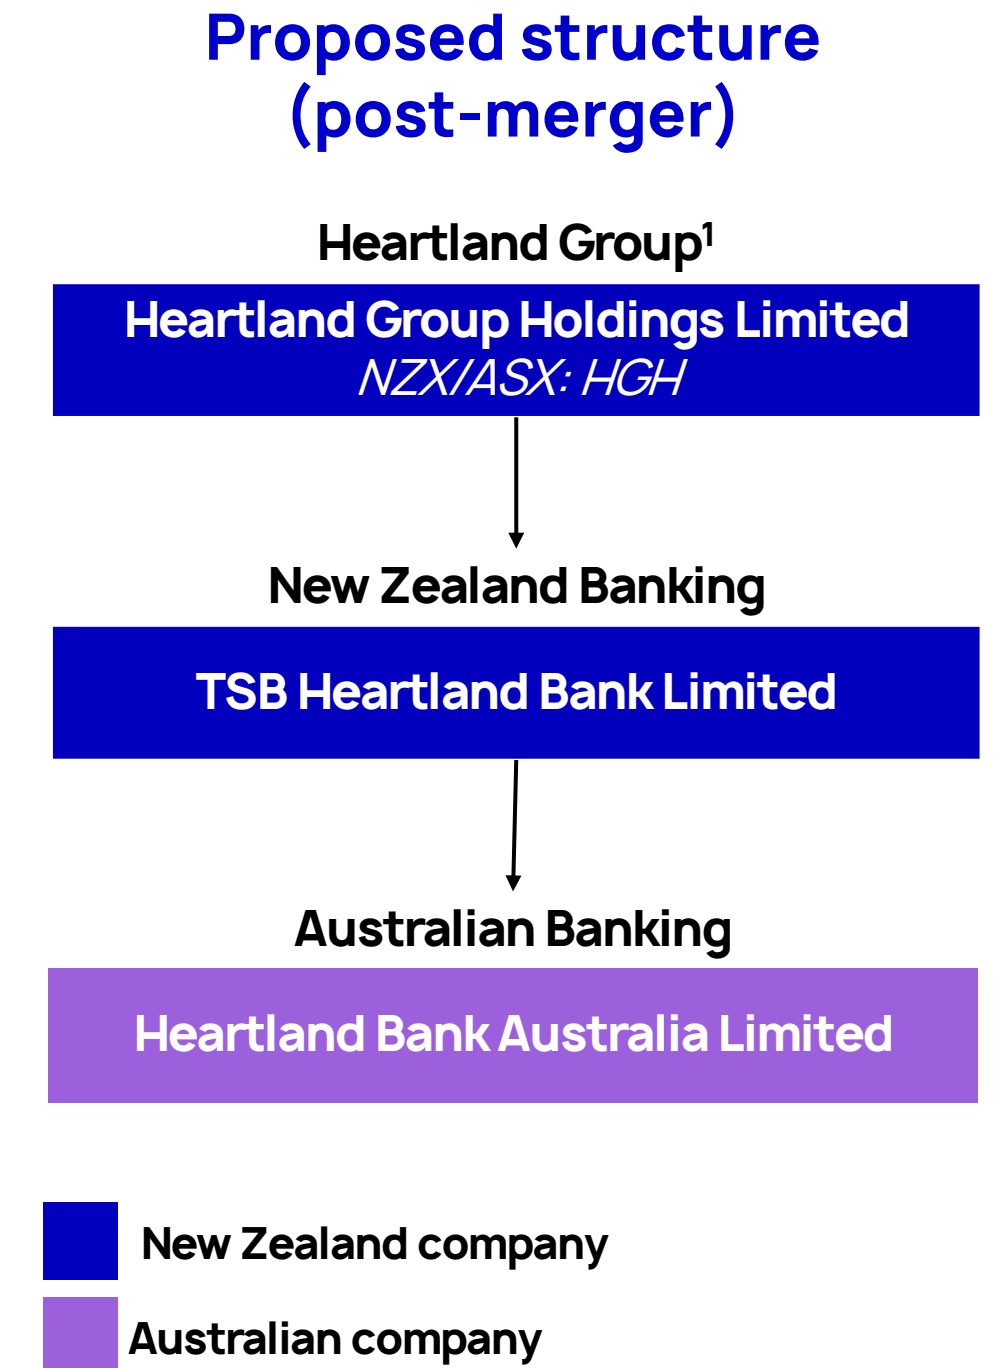 Proposed structure
(post-merger)
Heartland Group¹
Heartland Group Holdings Limited
NZX/ASX: HGH
New Zealand Banking
TSB Heartland Bank Limited
Australian Banking
Heartland Bank Australia Limited
New Zealand company
Australian company